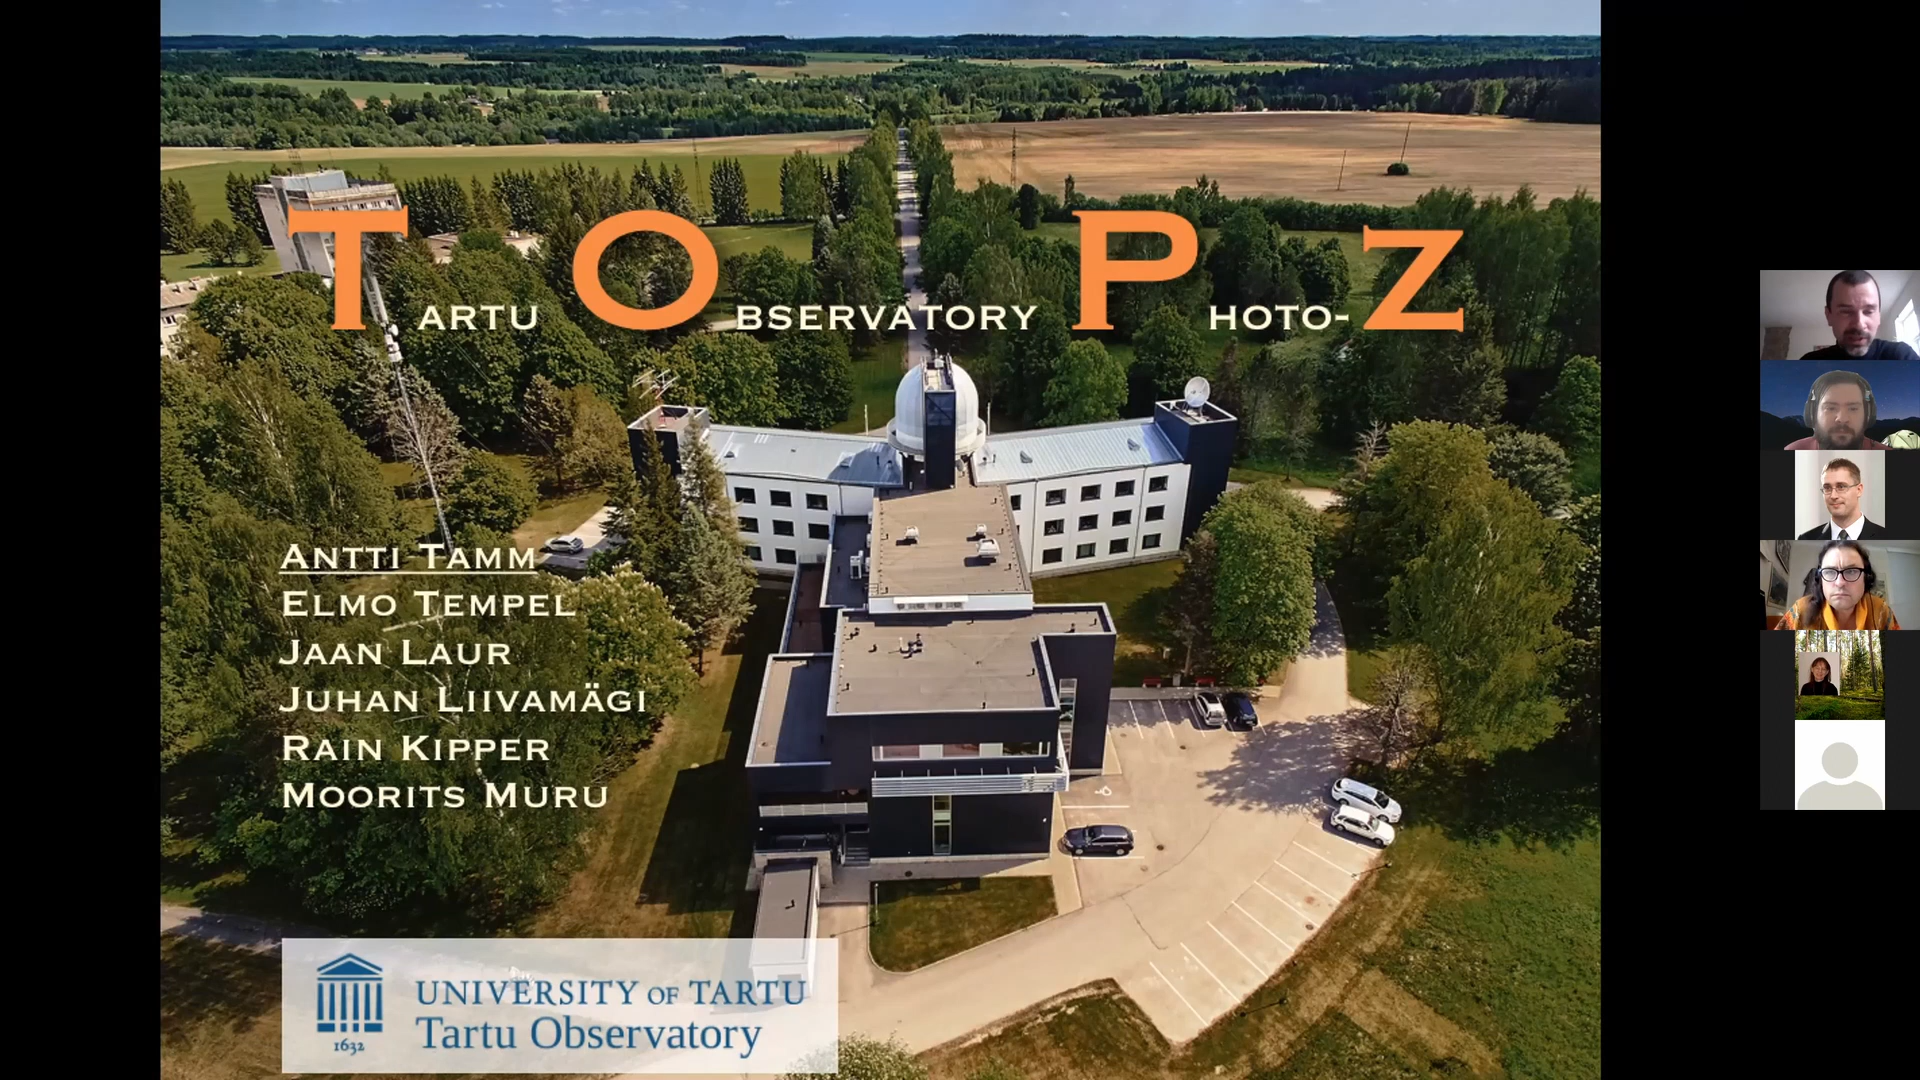 TARTU OBSERVATORY PHOTO-Z
ANTTI TAMM
ELMO TEMPEL
JAAN LAUR
JUHAN LIIVAMÄGI
RAIN KIPPER
MOORITS MURU
UNIVERSITY OF TARTU
Tartu Observatory
1632